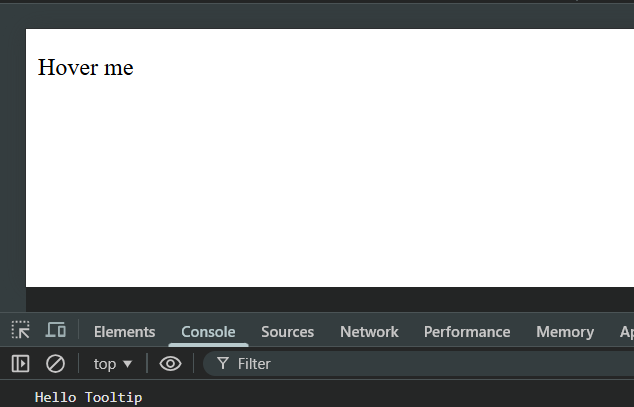 Hover me
Elements Console Sources Network Performance Memory
top Filter
Hello Tooltip